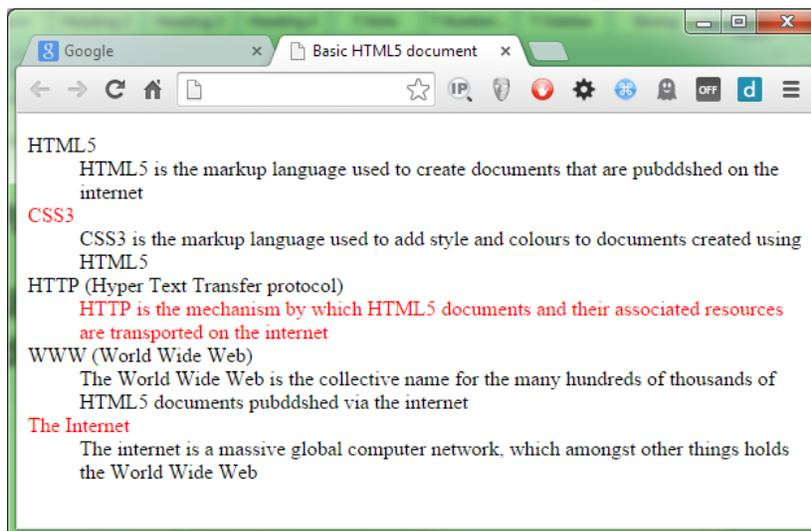 Google
Basic HTML5 document
IP
OFF
d
HTML5
HTML5 is the markup language used to create documents that are pubddshed on the
internet
CSS3
CSS3 is the markup language used to add style and colours to documents created using
HTML5
HTTP (Hyper Text Transfer protocol)
HTTP is the mechanism by which HTML5 documents and their associated resources
are transported on the internet
WWW (World Wide Web)
The World Wide Web is the collective name for the many hundreds of thousands of
HTML5 documents pubddshed via the internet
The Internet
The internet is a massive global computer network, which amongst other things holds
the World Wide Web